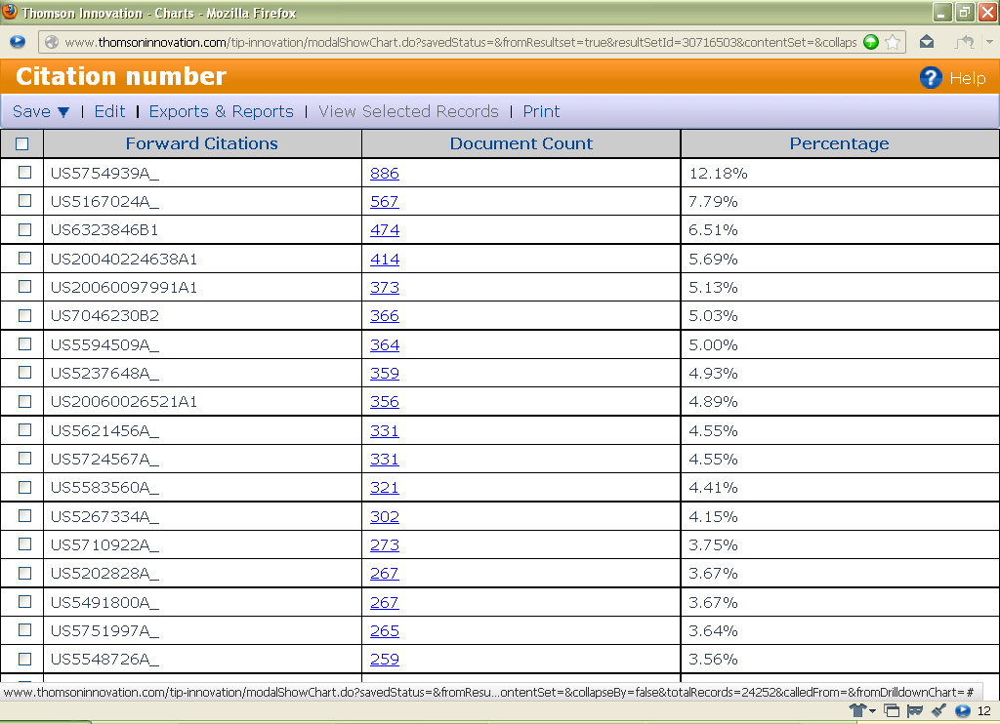 Thomson Innovation - Charts - Mozilla Firefox
www.thomsoninnovation.com/tip-innovation/modalShowChart.do?savedStatus=&fromResultset=true&resultSetId=30716503&contentSet=&collaps
Citation number
? Help
Save ▼ | Edit | Exports & Reports | View Selected Records | Print
Forward Citations Document Count Percentage
US5754939A_ 886 12.18%
US5167024A_ 567 7.79%
US6323846B1 474 6.51%
US20040224638A1 414 5.69%
US20060097991A1 373 5.13%
US7046230B2 366 5.03%
US5594509A_ 364 5.00%
US5237648A_ 359 4.93%
US20060026521A1 356 4.89%
US5621456A_ 331 4.55%
US5724567A_ 331 4.55%
US5583560A_ 321 4.41%
US5267334A_ 302 4.15%
US5710922A_ 273 3.75%
US5202828A_ 267 3.67%
US5491800A_ 267 3.67%
US5751997A_ 265 3.64%
US5548726A_ 259 3.56%
www.thomsoninnovation.com/tip-innovation/modalShowChart.do?savedStatus=&fromResu...ontentSet=&collapseBy=false&totalRecords=24252&calledFrom=&fromDrilldownChart=#
12